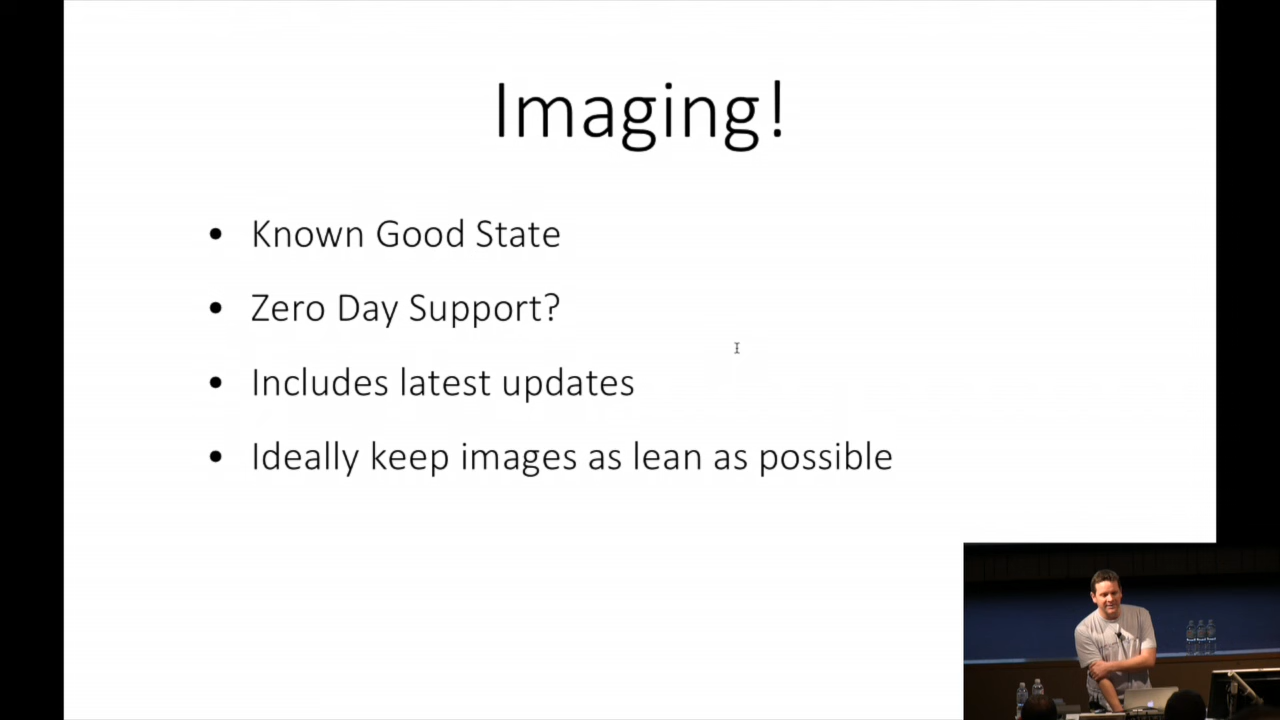 Imaging!
• Known Good State
• Zero Day Support?
• Includes latest updates
• Ideally keep images as lean as possible